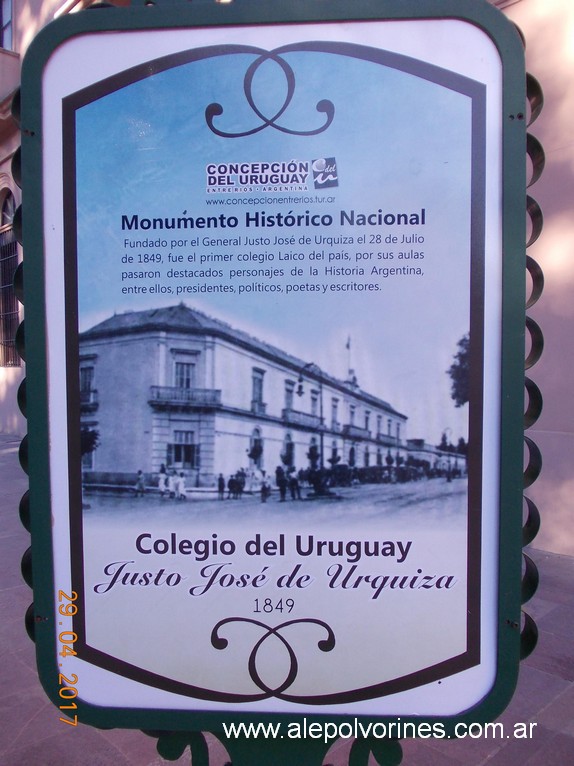 CONCEPCIÓN
DEL URUGUAY
ENTRE RIOS • ARGENTINA
del
u
www.concepcionentrerios.tur.ar
Monumento Histórico Nacional
Fundado por el General Justo José de Urquiza el 28 de Julio
de 1849, fue el primer colegio Laico del país, por sus aulas
pasaron destacados personajes de la Historia Argentina,
entre ellos, presidentes, políticos, poetas y escritores.
Colegio del Uruguay
Justo José de Urquiza
1849
29.04.2017
www.alepolvorines.com.ar